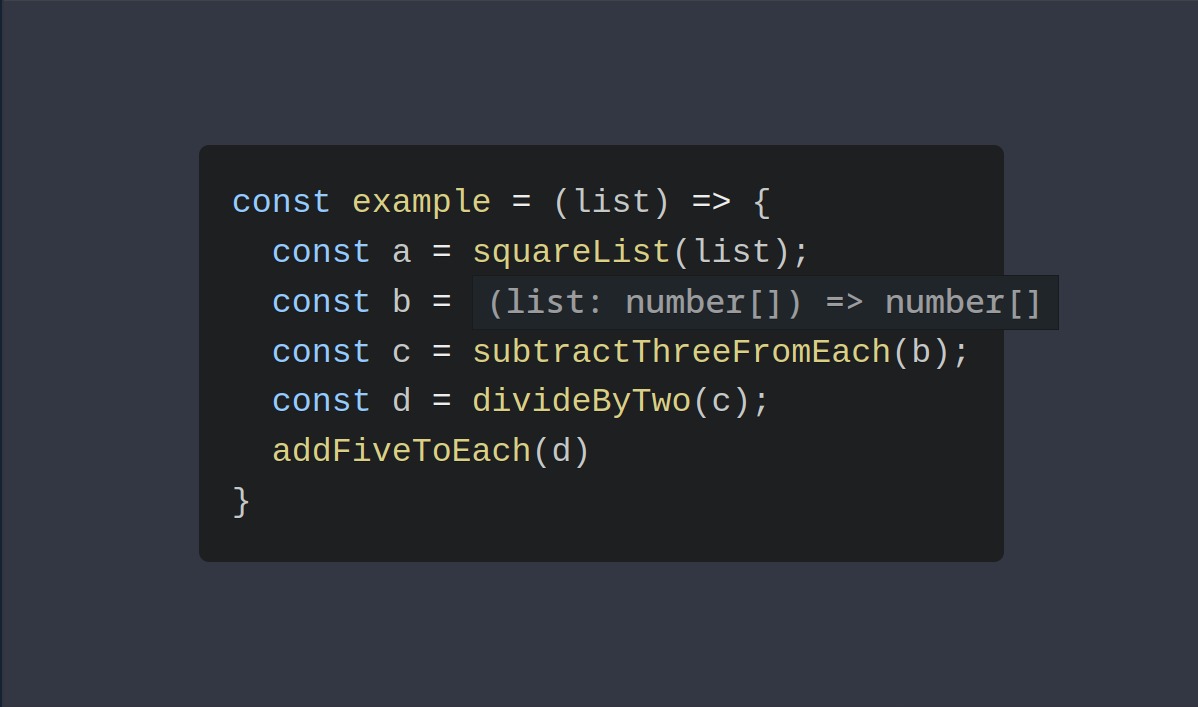 const example = (list) => {
const a = squareList(list);
const b = (list: number[]) => number[]
const c = subtractThreeFromEach(b);
const d = divideByTwo(c);
addFiveToEach(d)
}